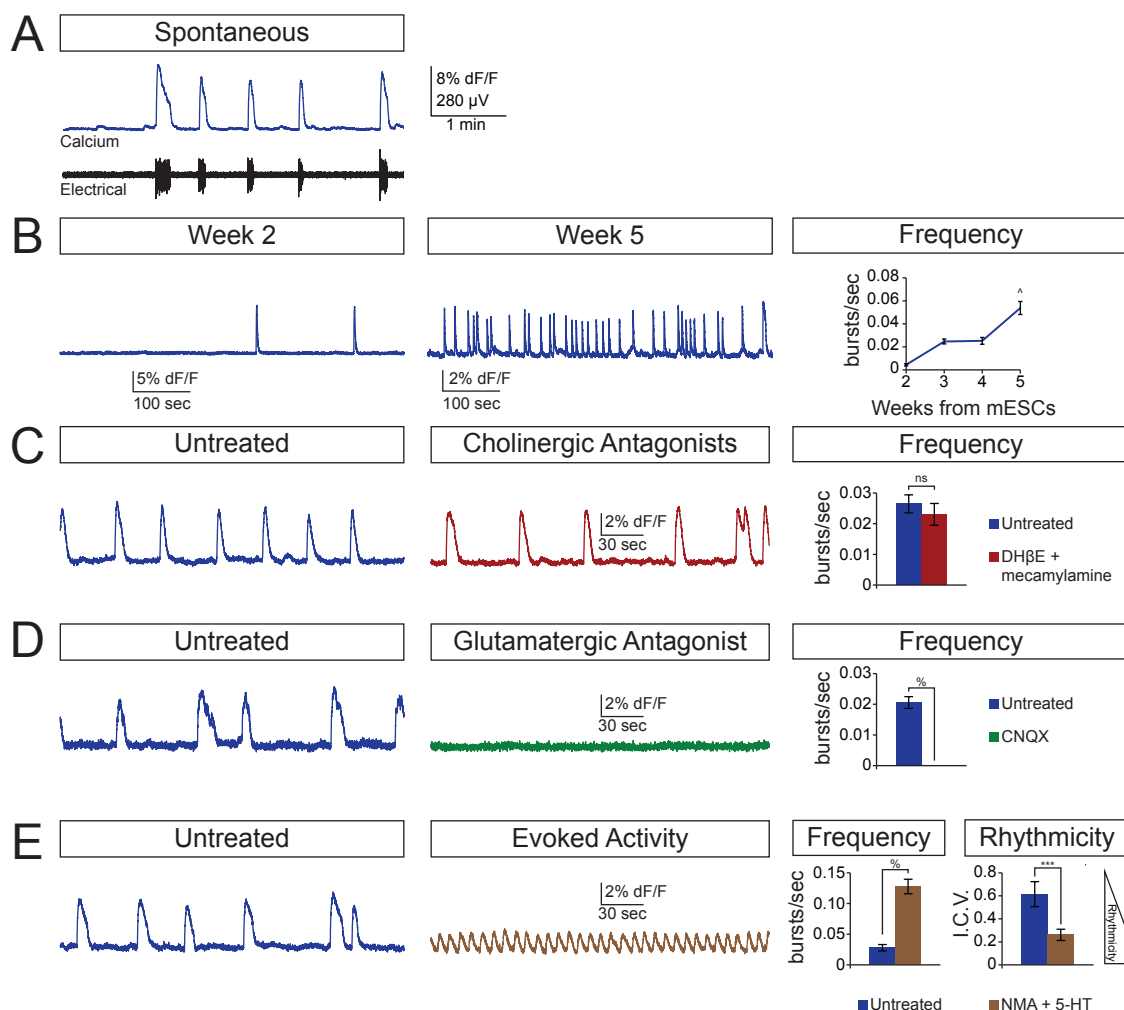 A
Spontaneous
8% dF/F
280 µV
1 min
Calcium
Electrical
B
Week 2
Week 5
Frequency
5% dF/F
100 sec
2% dF/F
100 sec
bursts/sec
0.08
0.06
0.04
0.02
0
^
2 3 4 5
Weeks from mESCs
C
Untreated
Cholinergic Antagonists
Frequency
2% dF/F
30 sec
bursts/sec
0.03
0.02
0.01
0
ns
Untreated
DHβE +
mecamylamine
D
Untreated
Glutamatergic Antagonist
Frequency
2% dF/F
30 sec
bursts/sec
0.03
0.02
0.01
0
%
Untreated
CNQX
E
Untreated
Evoked Activity
Frequency
Rhythmicity
2% dF/F
30 sec
bursts/sec
0.15
0.10
0.05
0
%
I.C.V.
0.8
0.6
0.4
0.2
0
***
Rhythmicity
Untreated
NMA + 5-HT